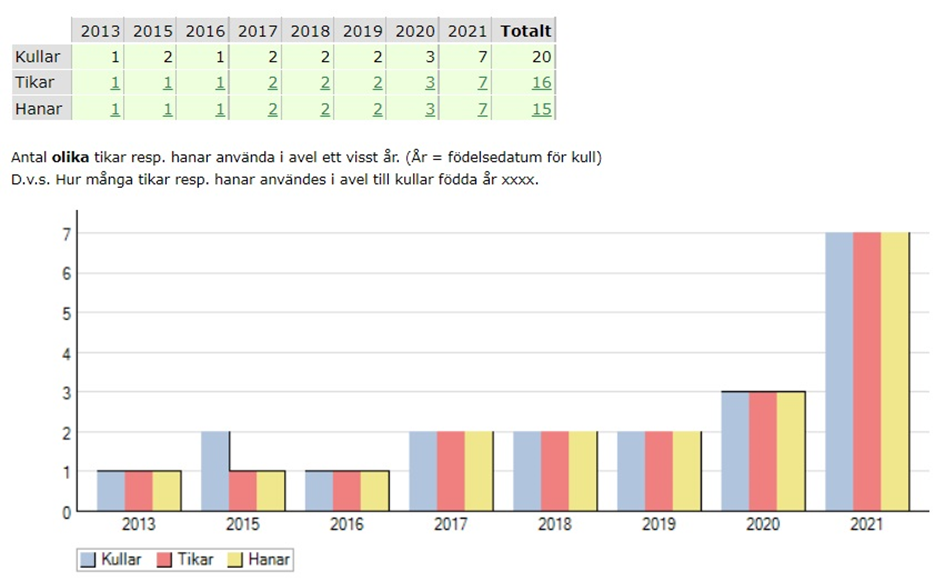 2013 2015 2016 2017 2018 2019 2020 2021 Totalt
Kullar 1 2 1 2 2 2 3 7 20
Tikar 1 1 1 2 2 2 3 7 16
Hanar 1 1 1 2 2 2 3 7 15
Antal olika tikar resp. hanar använda i avel ett visst år. (År = födelsedatum för kull)
D.v.s. Hur många tikar resp. hanar användes i avel till kullar födda år xxxx.
7
6
5
4
3
2
1
0
2013 2015 2016 2017 2018 2019 2020 2021
Kullar Tikar Hanar